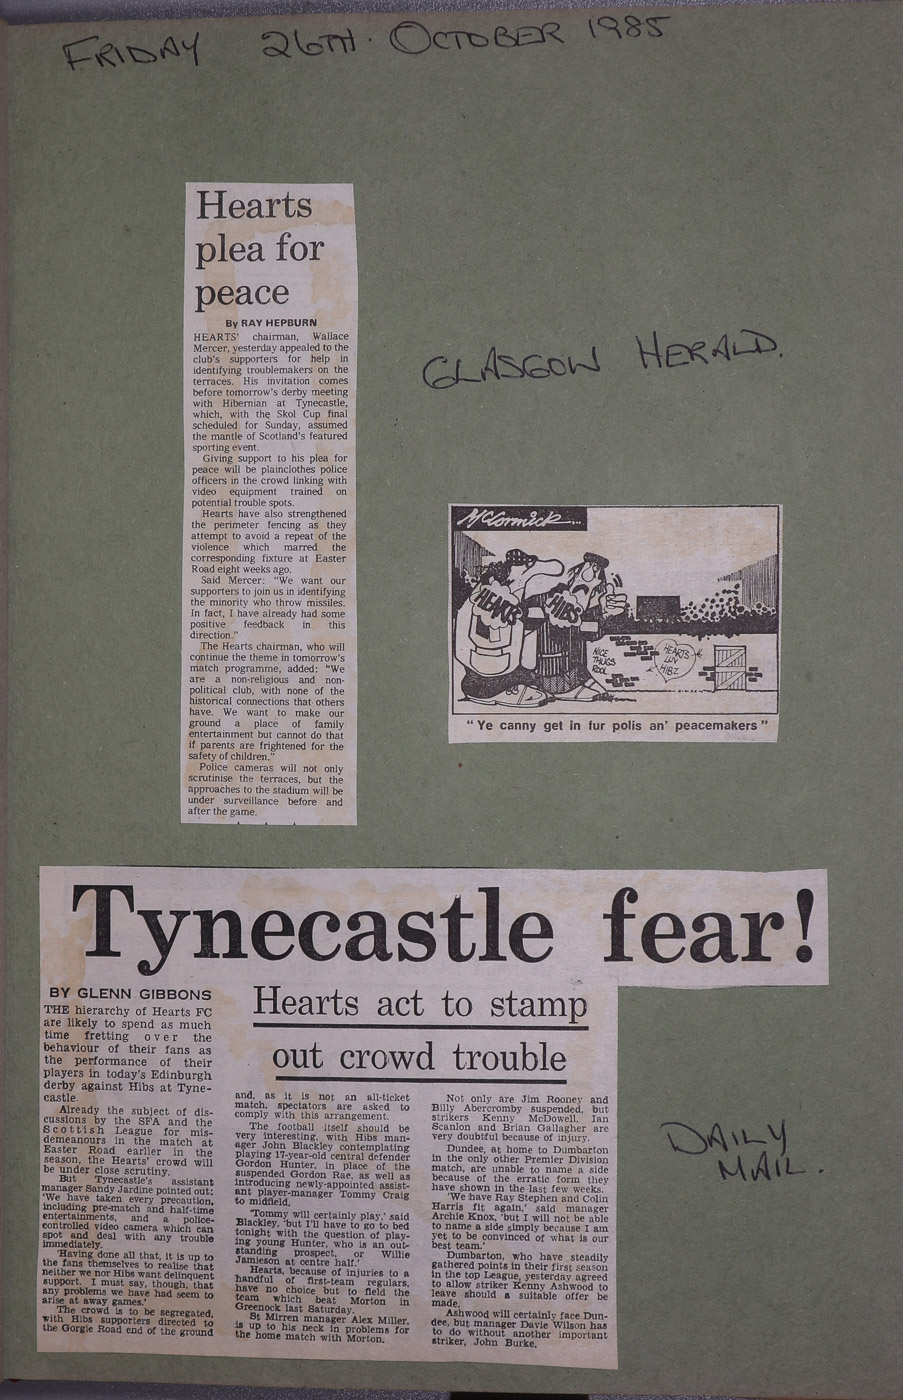 FRIDAY 26TH. OCTOBER 1985
Hearts
plea for
peace
By RAY HEPBURN
HEARTS' chairman, Wallace
Mercer, yesterday appealed to the
club's supporters for help in
identifying troublemakers on the
terraces. His invitation comes
before tomorrow's derby meeting
with Hibernian at Tynecastle,
which, with the Skol Cup final
scheduled for Sunday, assumed
the mantle of Scotland's featured
sporting event.
Giving support to his plea for
peace will be plainclothes police
officers in the crowd linking with
video equipment trained on
potential trouble spots.
Hearts have also strengthened
the perimeter fencing as they
attempt to avoid a repeat of the
violence which marred the
corresponding fixture at Easter
Road eight weeks ago.
Said Mercer: "We want our
supporters to join us in identifying
the minority who throw missiles.
In fact, I have already had some
positive feedback in this
direction."
The Hearts chairman, who will
continue the theme in tomorrow's
match programme, added: "We
are a non-religious and non-
political club, with none of the
historical connections that others
have. We want to make our
ground a place of family
entertainment but cannot do that
if parents are frightened for the
safety of children."
Police cameras will not only
scrutinise the terraces, but the
approaches to the stadium will be
under surveillance before and
after the game.
GLASGOW HERALD.
McCormick...
HEARTS
HIBS
NICE
THUGS
ROOL
HEARTS
LUV
HIBZ
"Ye canny get in fur polis an' peacemakers"
Tynecastle fear!
BY GLENN GIBBONS
THE hierarchy of Hearts FC
are likely to spend as much
time fretting over the
behaviour of their fans as
the performance of their
players in today's Edinburgh
derby against Hibs at Tyne-
castle.
Already the subject of dis-
cussions by the SFA and the
Scottish League for mis-
demeanours in the match at
Easter Road earlier in the
season, the Hearts' crowd will
be under close scrutiny.
But Tynecastle's assistant
manager Sandy Jardine pointed out:
'We have taken every precaution,
including pre-match and half-time
entertainments, and a police-
controlled video camera which can
spot and deal with any trouble
immediately.
'Having done all that, it is up to
the fans themselves to realise that
neither we nor Hibs want delinquent
support. I must say, though, that
any problems we have had seem to
arise at away games.'
The crowd is to be segregated,
with Hibs supporters directed to
the Gorgie Road end of the ground
Hearts act to stamp
out crowd trouble
and, as it is not an all-ticket
match, spectators are asked to
comply with this arrangement.
The football itself should be
very interesting, with Hibs man-
ager John Blackley contemplating
playing 17-year-old central defender
Gordon Hunter, in place of the
suspended Gordon Rae, as well as
introducing newly-appointed assist-
ant player-manager Tommy Craig
to midfield.
'Tommy will certainly play,' said
Blackley, 'but I'll have to go to bed
tonight with the question of play-
ing young Hunter, who is an out-
standing prospect, or Willie
Jamieson at centre half.'
Hearts, because of injuries to a
handful of first-team regulars,
have no choice but to field the
team which beat Morton in
Greenock last Saturday.
St Mirren manager Alex Miller,
is up to his neck in problems for
the home match with Morton.
Not only are Jim Rooney and
Billy Abercromby suspended, but
strikers Kenny McDowell, Ian
Scanlon and Brian Gallagher are
very doubtful because of injury.
Dundee, at home to Dumbarton
in the only other Premier Division
match, are unable to name a side
because of the erratic form they
have shown in the last few weeks.
'We have Ray Stephen and Colin
Harris fit again,' said manager
Archie Knox, 'but I will not be able
to name a side simply because I am
yet to be convinced of what is our
best team.'
Dumbarton, who have steadily
gathered points in their first season
in the top League, yesterday agreed
to allow striker Kenny Ashwood to
leave should a suitable offer be
made.
Ashwood will certainly face Dun-
dee, but manager Davie Wilson has
to do without another important
striker, John Burke.
DAILY
MAIL.